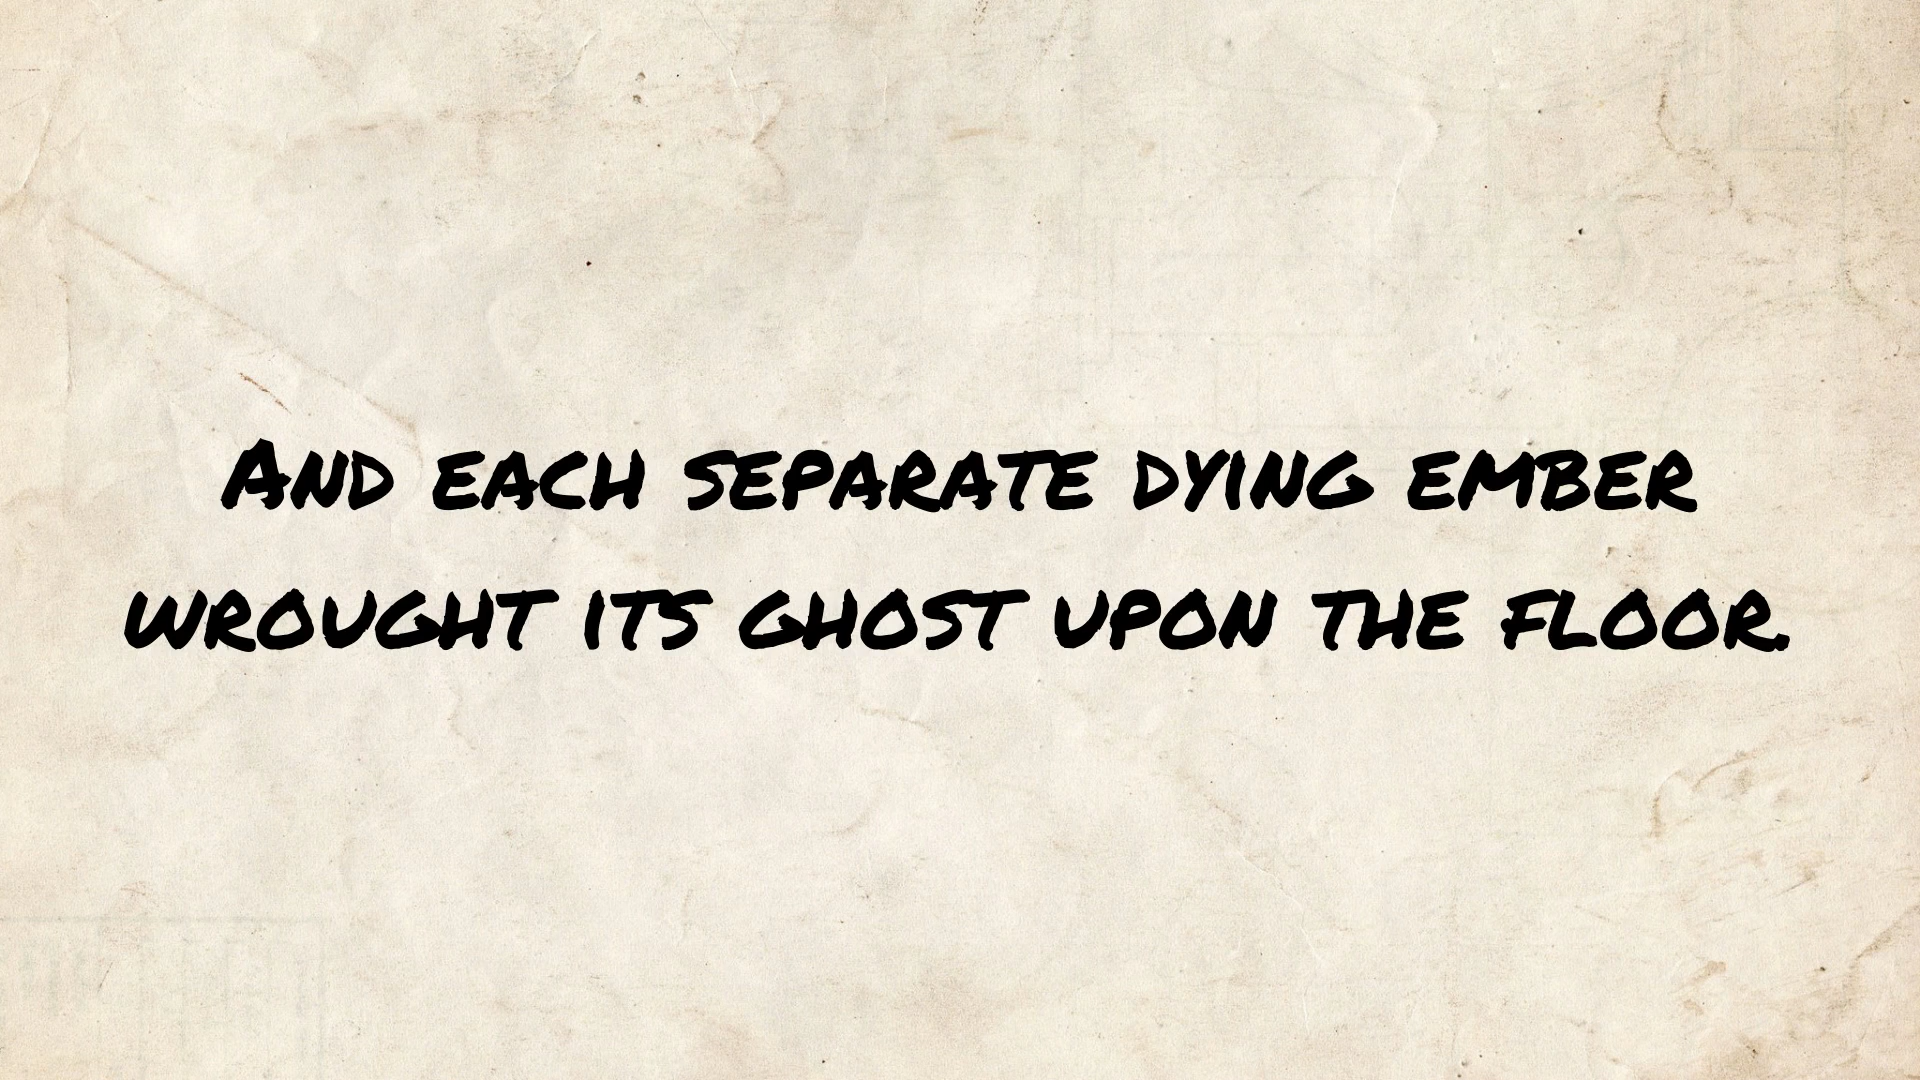 And each separate dying ember
wrought its ghost upon the floor.